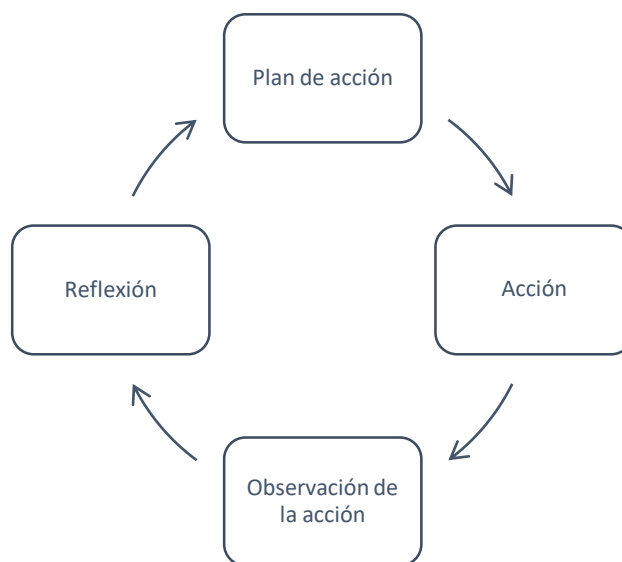 Plan de acción
Acción
Observación de
la acción
Reflexión